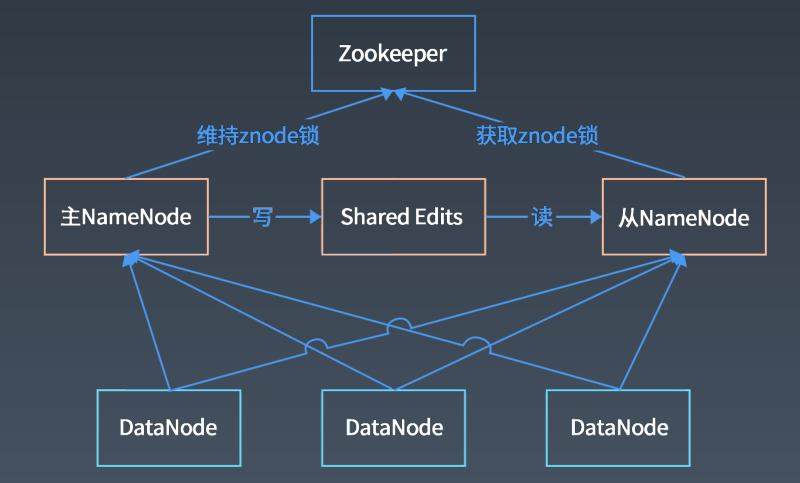 Zookeeper
维持znode锁
获取znode锁
主NameNode
写
Shared Edits
读
从NameNode
DataNode
DataNode
DataNode